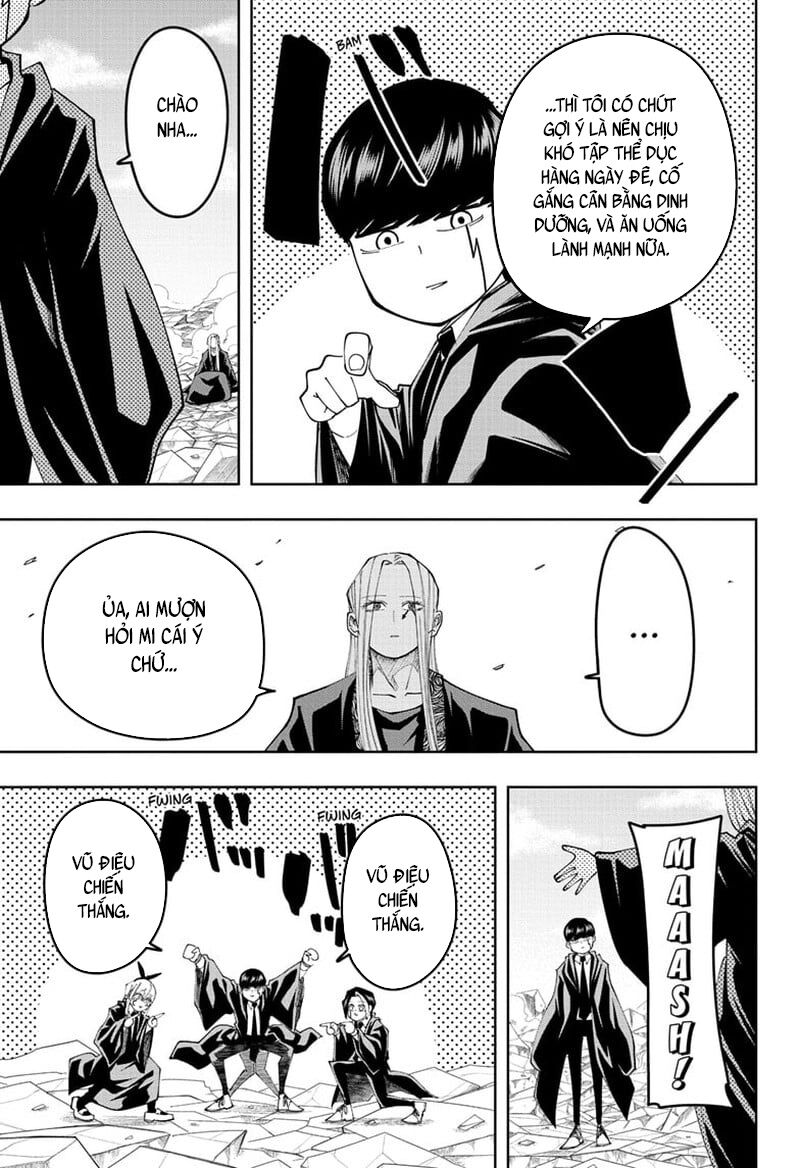 BAM
...THÌ TÔI CÓ CHÚT
GỢI Ý LÀ NÊN CHỊU
KHÓ TẬP THỂ DỤC
HÀNG NGÀY ĐÊ, CỐ
GẮNG CÂN BẰNG DINH
DƯỠNG, VÀ ĂN UỐNG
LÀNH MẠNH NỮA.
CHÀO
NHA...
...
ỦA, AI MƯỢN
HỎI MI CÁI Ý
CHỨ...
MAAAASH!
FWING
VŨ ĐIỆU
CHIẾN
THẮNG.
FWING
VŨ ĐIỆU
CHIẾN
THẮNG.